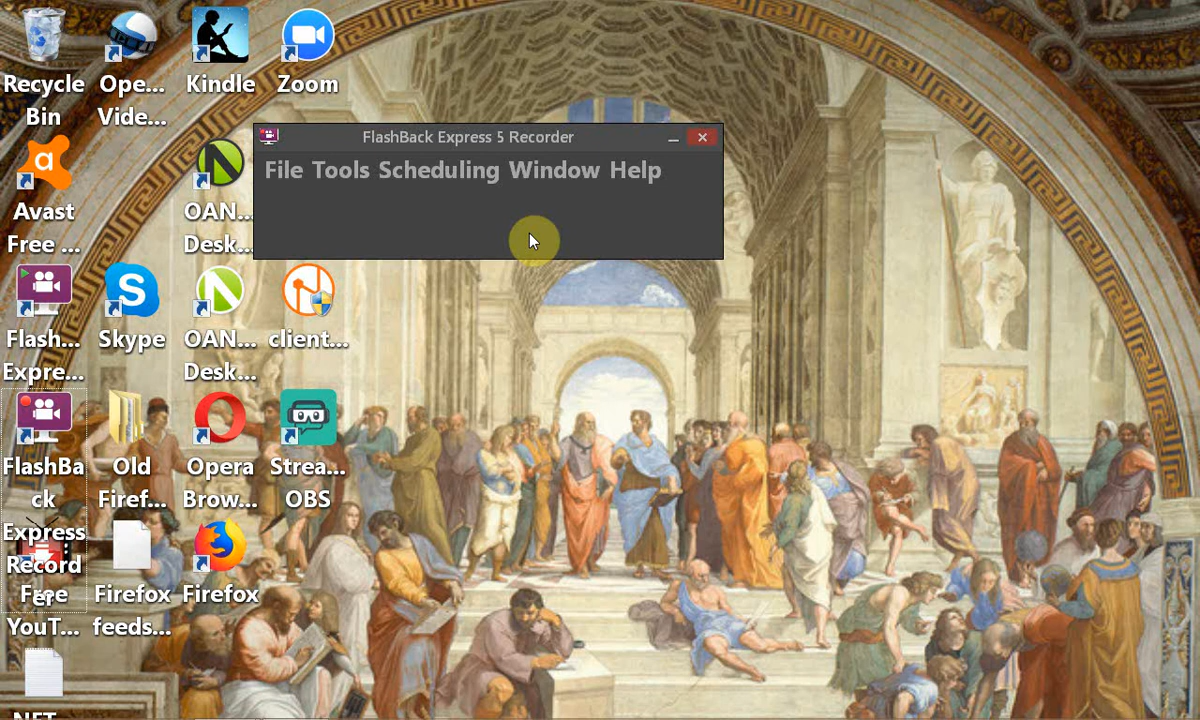 Recycle
Bin
Ope...
Vide...
Kindle
Zoom
FlashBack Express 5 Recorder
File Tools Scheduling Window Help
Avast
Free ...
OAN...
Desk...
Flash...
Expre...
Skype
OAN...
Desk...
client...
FlashBa
ck
Express
Record
er
Old
Firef...
Opera
Brow...
Strea...
OBS
Free
YouT...
Firefox
feeds...
Firefox
.NET